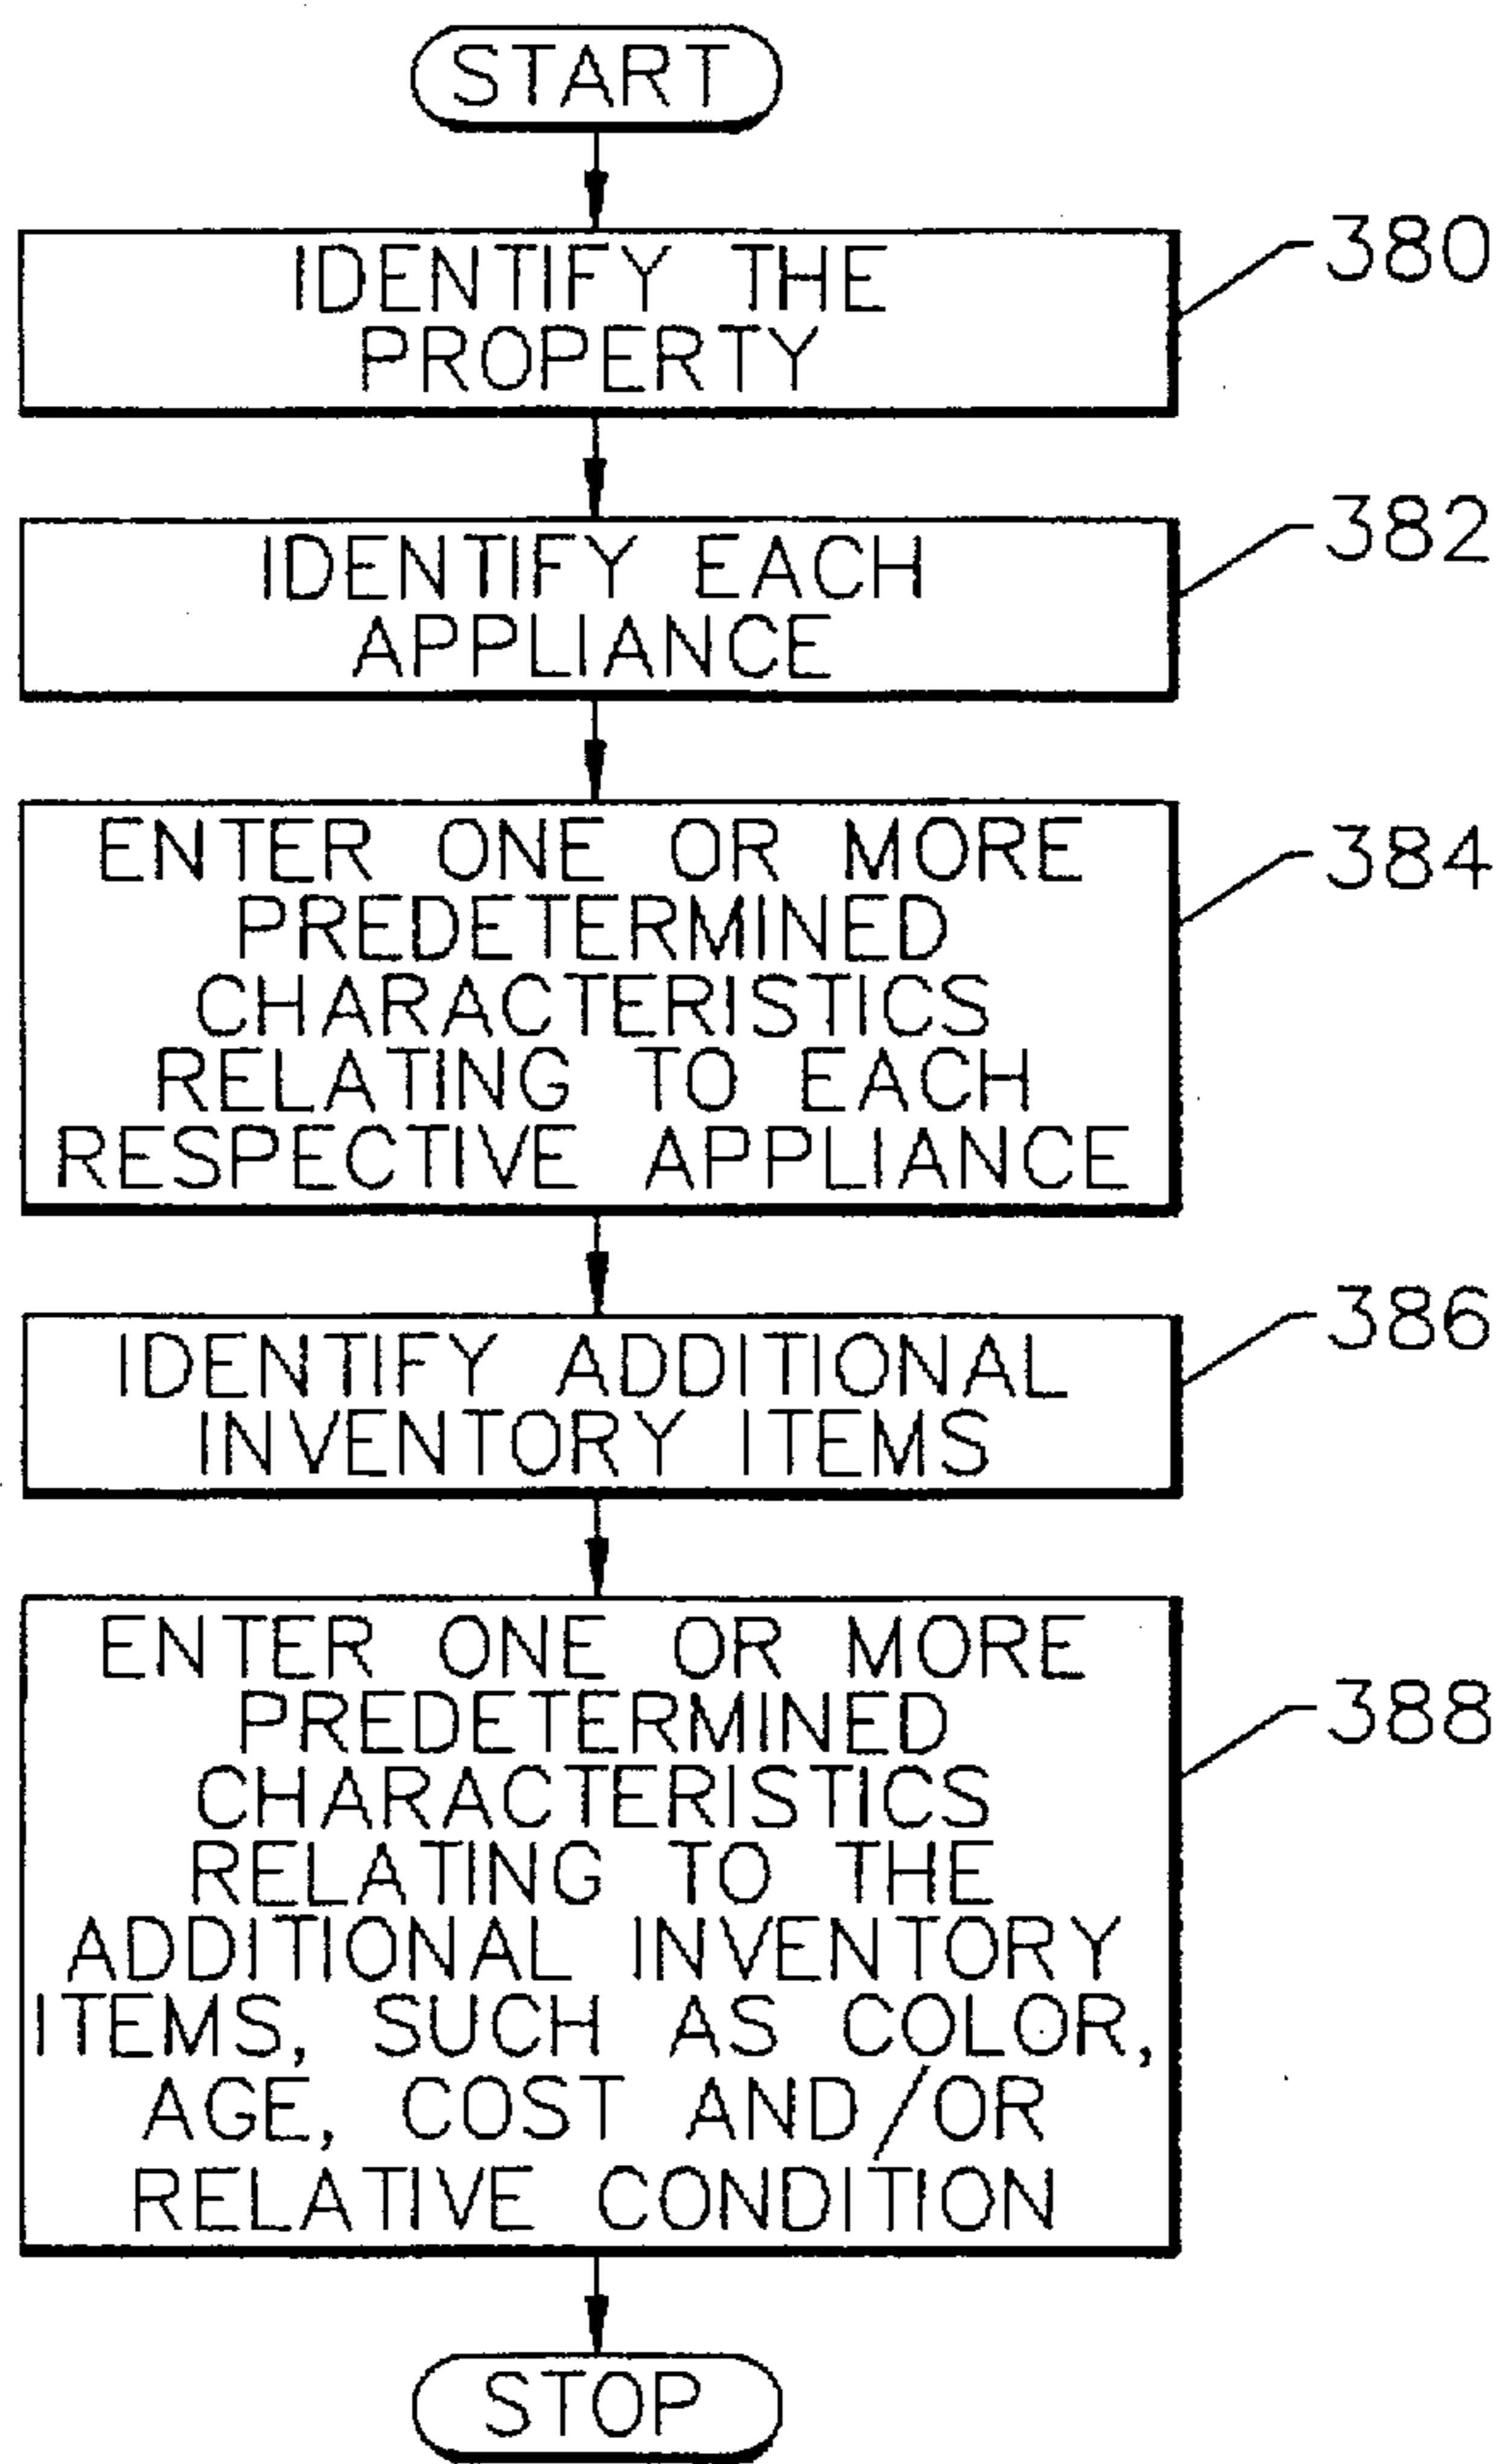 START
IDENTIFY THE
PROPERTY
380
IDENTIFY EACH
APPLIANCE
382
ENTER ONE OR MORE
PREDETERMINED
CHARACTERISTICS
RELATING TO EACH
RESPECTIVE APPLIANCE
384
IDENTIFY ADDITIONAL
INVENTORY ITEMS
386
ENTER ONE OR MORE
PREDETERMINED
CHARACTERISTICS
RELATING TO THE
ADDITIONAL INVENTORY
ITEMS, SUCH AS COLOR,
AGE, COST AND/OR
RELATIVE CONDITION
388
STOP